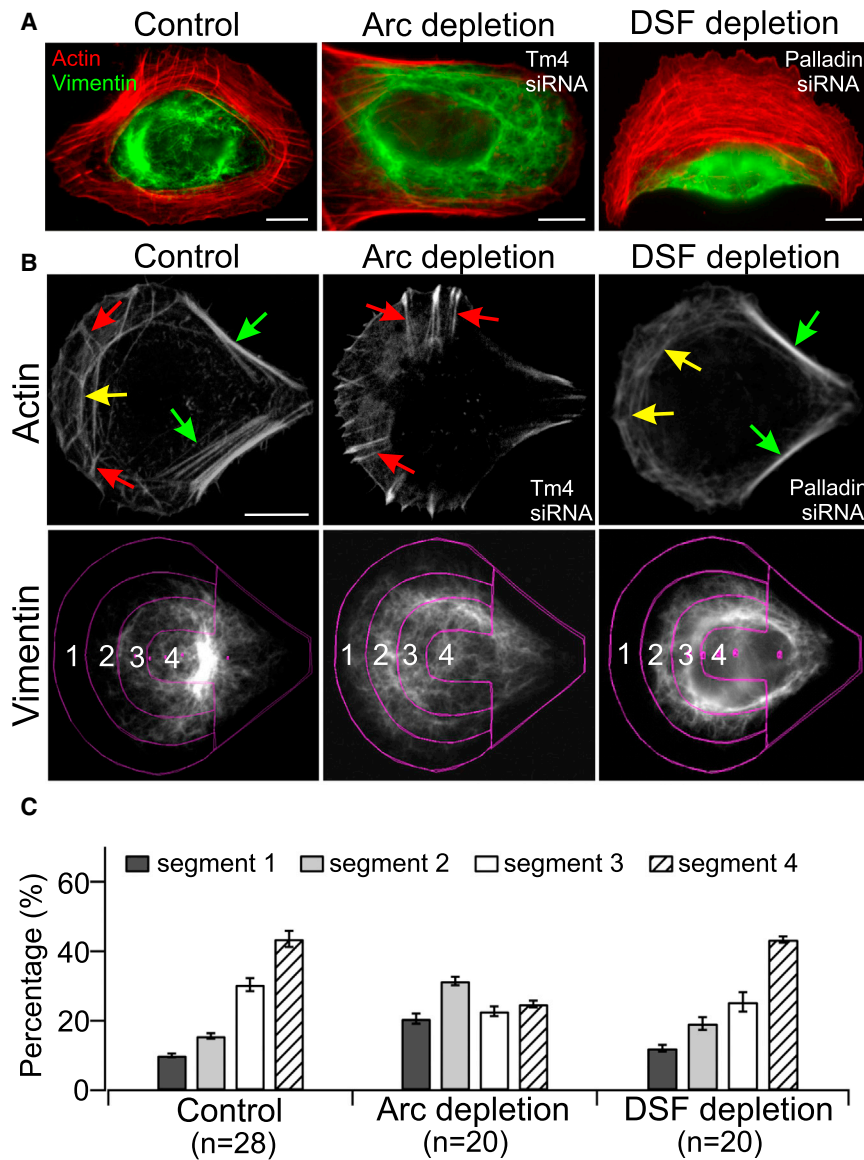 A
Control
Arc depletion
DSF depletion
Actin
Vimentin
Tm4
siRNA
Palladin
siRNA
B
Control
Arc depletion
DSF depletion
Actin
Tm4
siRNA
Palladin
siRNA
Vimentin
1 2 3 4
1 2 3 4
1 2 3 4
C
segment 1 segment 2 segment 3 segment 4
Percentage (%)
60
40
20
0
Control
(n=28)
Arc depletion
(n=20)
DSF depletion
(n=20)